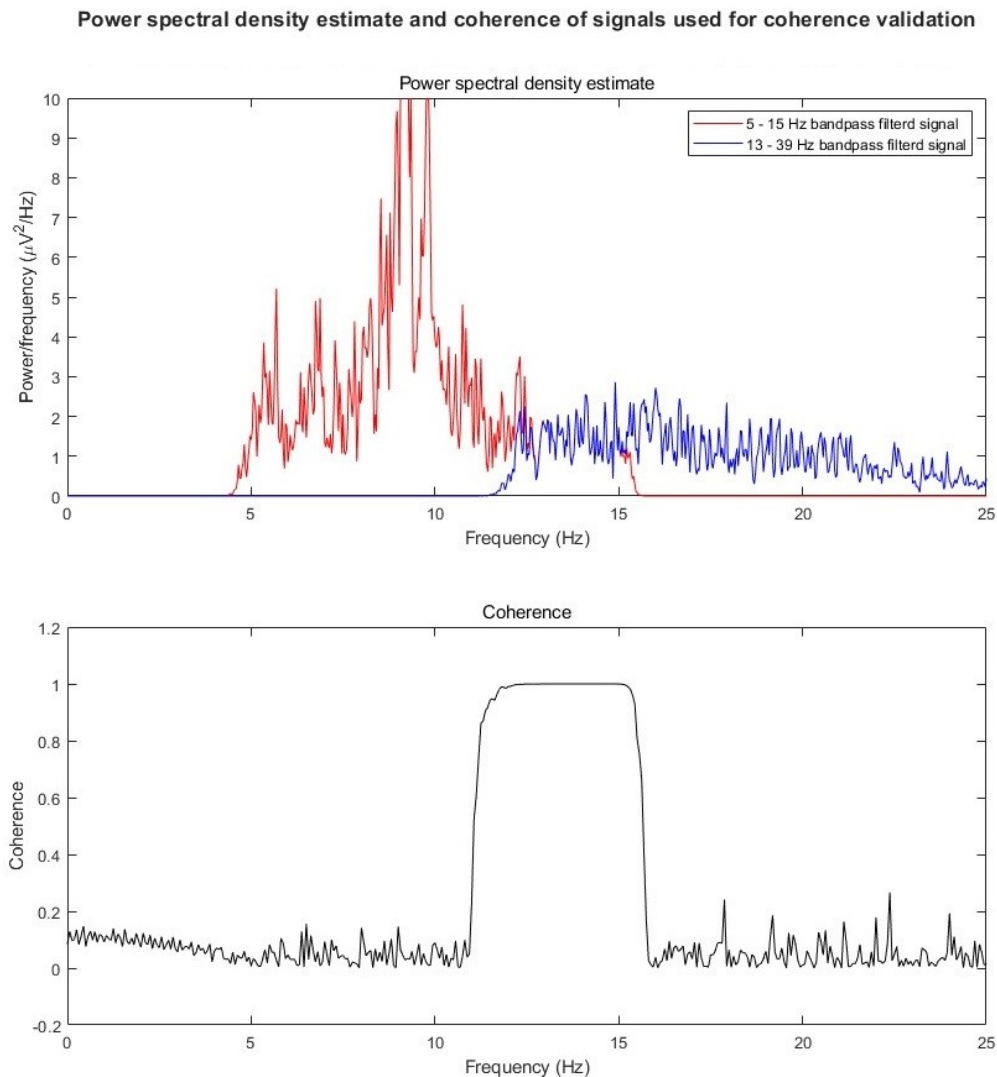 Power spectral density estimate and coherence of signals used for coherence validation
Power spectral density estimate
10
9
8
7
6
5
4
3
2
1
0
Power/frequency (μV²/Hz)
5 - 15 Hz bandpass filterd signal
13 - 39 Hz bandpass filterd signal
0 5 10 15 20 25
Frequency (Hz)
Coherence
1.2
1
0.8
0.6
0.4
0.2
0
-0.2
Coherence
0 5 10 15 20 25
Frequency (Hz)